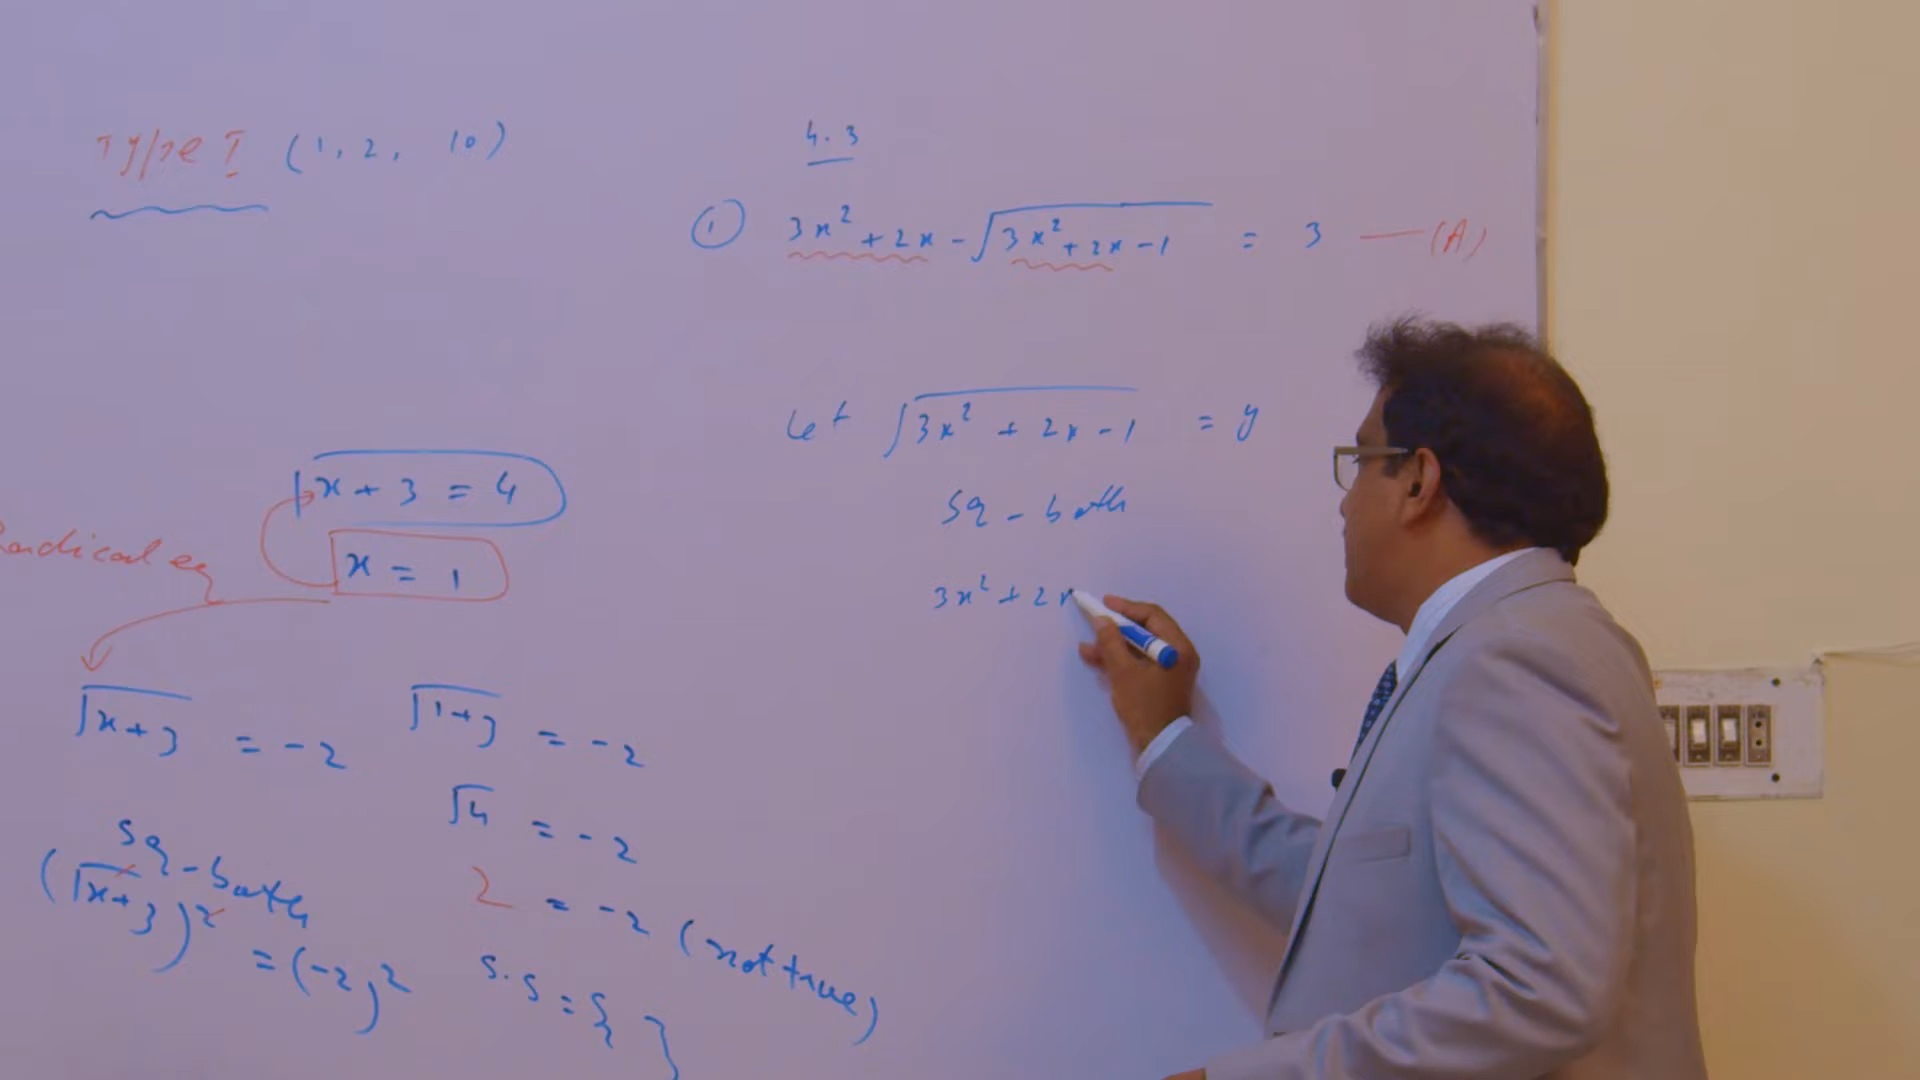 Type I (1, 2, 10)
x + 3 = 4
x = 1
Radical eq
√x+3 = -2
sq - both
(√x+3)² = (-2)²
√1+3 = -2
√4 = -2
2 = -2 (not true)
S.S = { }
4.3
① 3x² + 2x - √3x² + 2x - 1 = 3 — (A)
Let √3x² + 2x - 1 = y
Sq - both
3x² + 2x